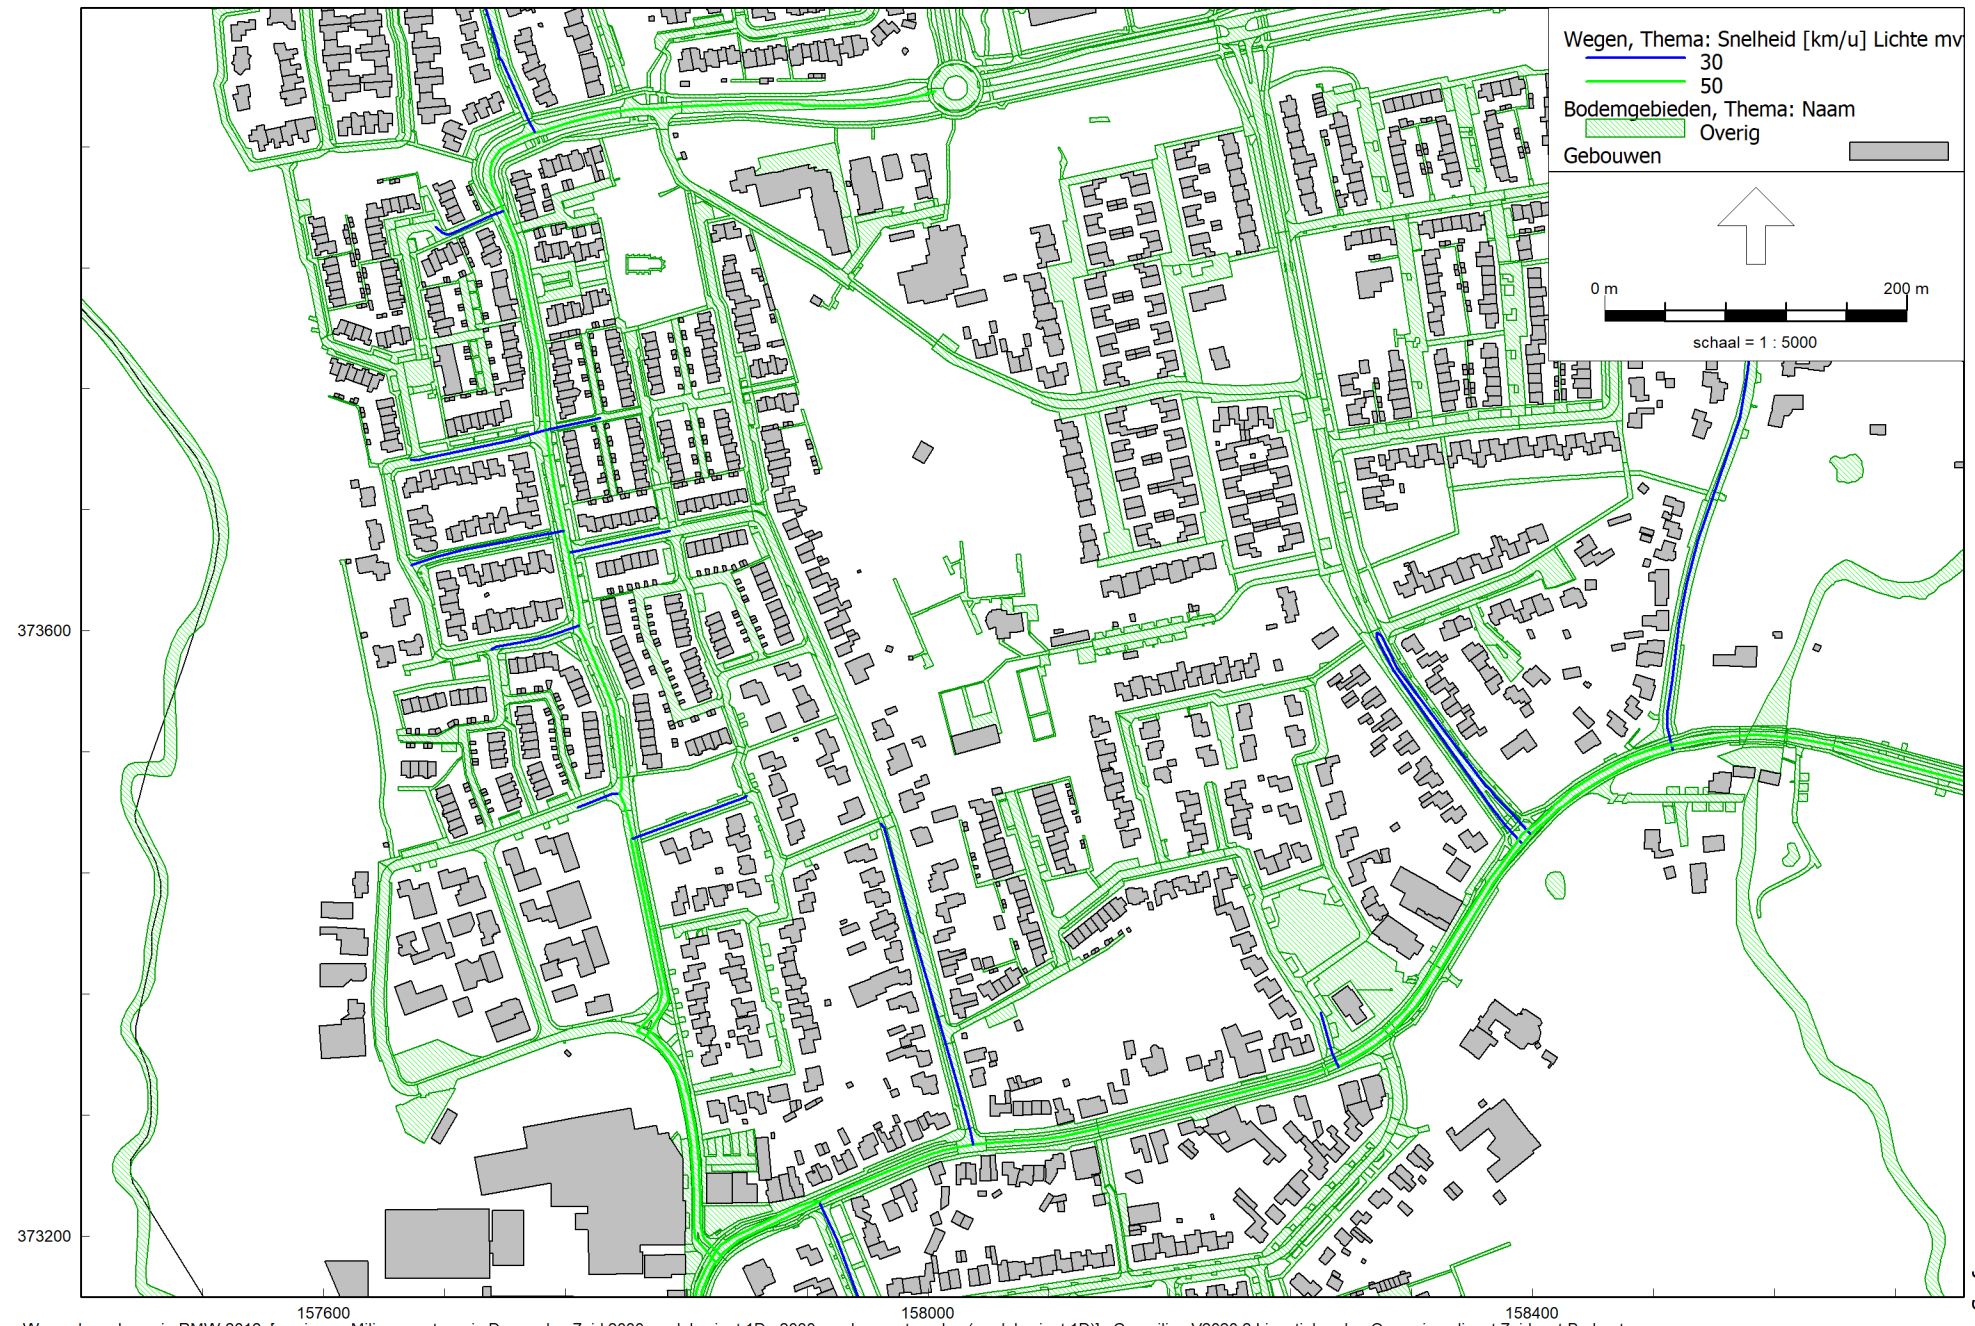 Wegen, Thema: Snelheid [km/u] Lichte mv
30
50
Bodemgebieden, Thema: Naam
Overig
Gebouwen
0 m 200 m
schaal = 1 : 5000
373600
373200
157600 158000 158400